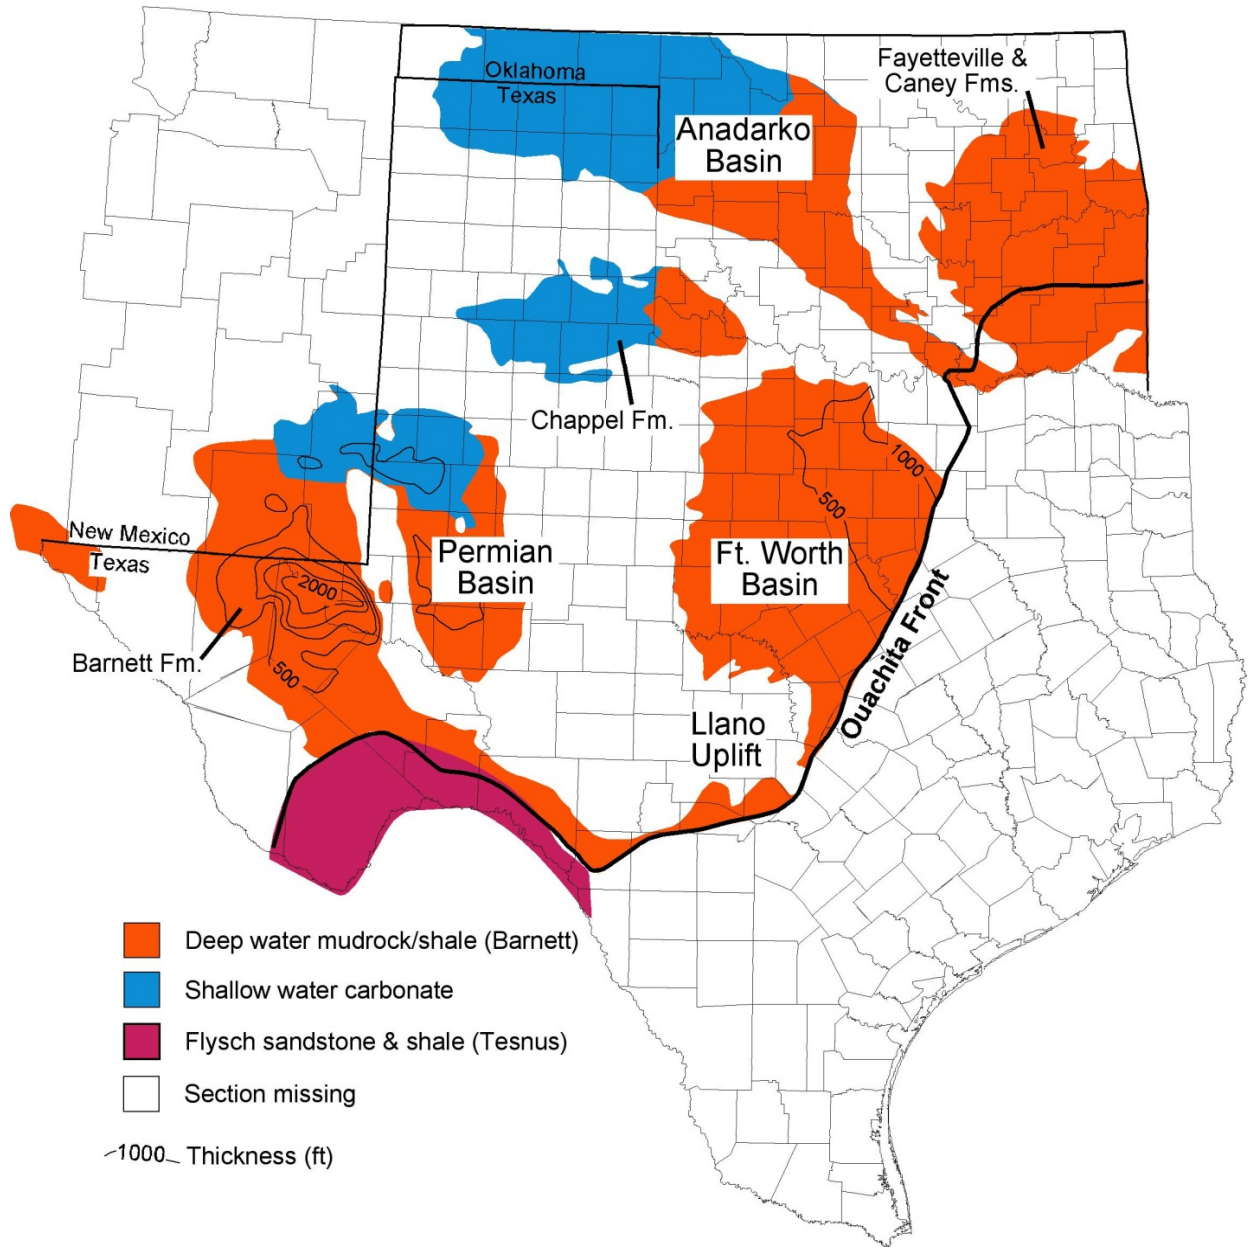 Fayetteville &
Caney Fms.
Oklahoma
Texas
Anadarko
Basin
Chappel Fm.
1000
500
New Mexico
Texas
Permian
Basin
Ft. Worth
Basin
2000
Barnett Fm.
500
Ouachita Front
Llano
Uplift
Deep water mudrock/shale (Barnett)
Shallow water carbonate
Flysch sandstone & shale (Tesnus)
Section missing
1000 Thickness (ft)